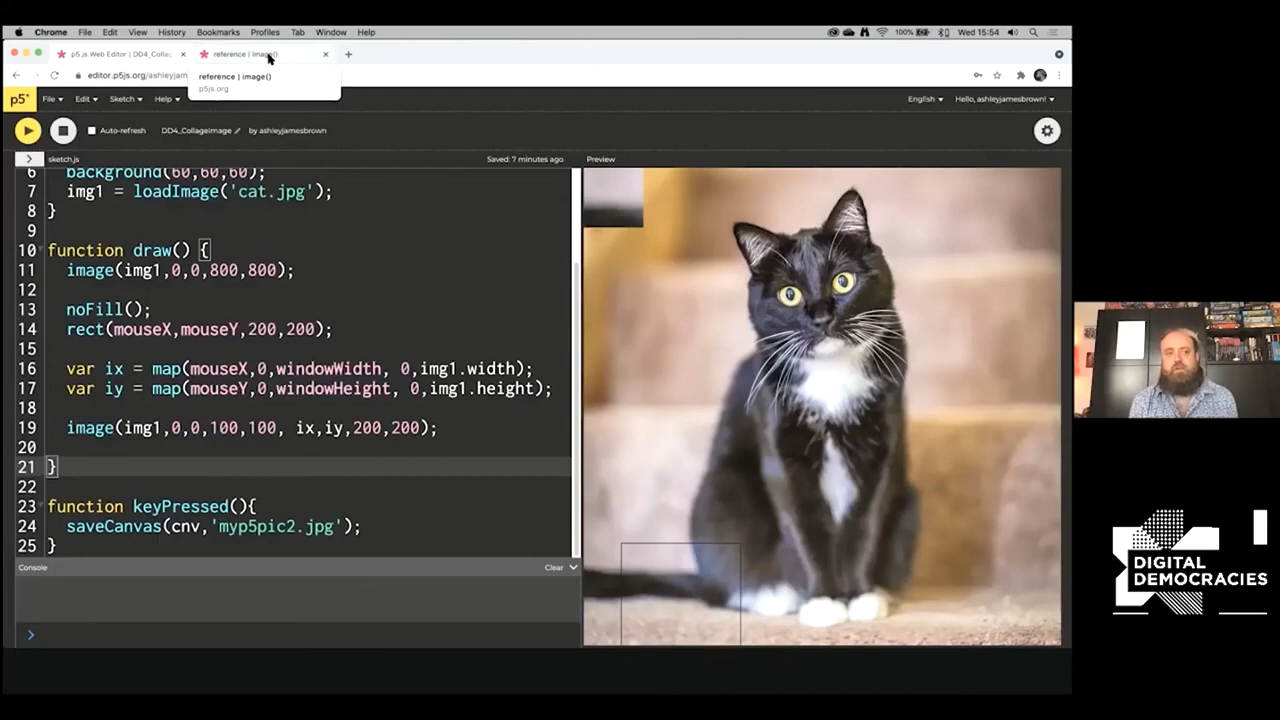 Chrome File Edit View History Bookmarks Profiles Tab Window Help 100% Wed 15:54
p5.js Web Editor | DD4_Colla
reference | image()
editor.p5js.org/ashleyjam
reference | image()
p5js.org
p5* File Edit Sketch Help English Hello, ashleyjamesbrown!
Auto-refresh DD4_CollageImage by ashleyjamesbrown
> sketch.js Saved: 7 minutes ago Preview
6 background(60,60,60);
7 img1 = loadImage('cat.jpg');
8 }
9
10 function draw() {
11 image(img1,0,0,800,800);
12
13 noFill();
14 rect(mouseX,mouseY,200,200);
15
16 var ix = map(mouseX,0,windowWidth, 0,img1.width);
17 var iy = map(mouseY,0,windowHeight, 0,img1.height);
18
19 image(img1,0,0,100,100, ix,iy,200,200);
20
21 }
22
23 function keyPressed(){
24 saveCanvas(cnv,'myp5pic2.jpg');
25 }
Console Clear
>
DIGITAL
DEMOCRACIES